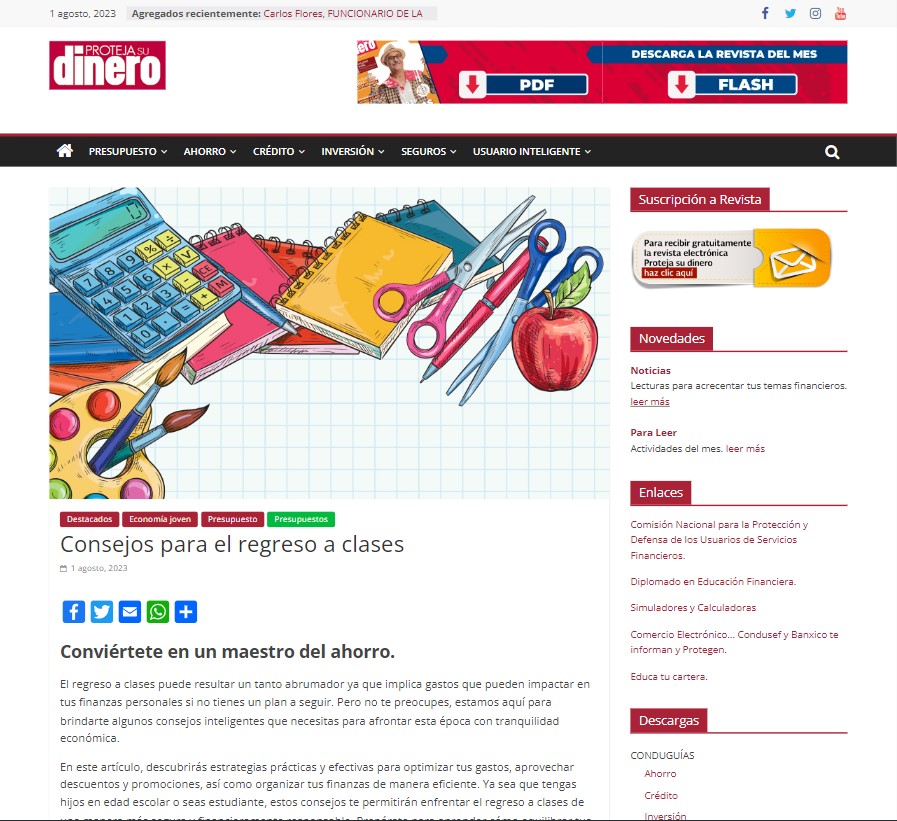 1 agosto, 2023
Agregados recientemente: Carlos Flores, FUNCIONARIO DE LA
PROTEJA SU
dinero
DESCARGA LA REVISTA DEL MES
PDF
FLASH
PRESUPUESTO
AHORRO
CRÉDITO
INVERSIÓN
SEGUROS
USUARIO INTELIGENTE
Destacados
Economía joven
Presupuesto
Presupuestos
Consejos para el regreso a clases
1 agosto, 2023
Conviértete en un maestro del ahorro.
El regreso a clases puede resultar un tanto abrumador ya que implica gastos que pueden impactar en
tus finanzas personales si no tienes un plan a seguir. Pero no te preocupes, estamos aquí para
brindarte algunos consejos inteligentes que necesitas para afrontar esta época con tranquilidad
económica.
En este artículo, descubrirás estrategias prácticas y efectivas para optimizar tus gastos, aprovechar
descuentos y promociones, así como organizar tus finanzas de manera eficiente. Ya sea que tengas
hijos en edad escolar o seas estudiante, estos consejos te permitirán enfrentar el regreso a clases de
Suscripción a Revista
Para recibir gratuitamente
la revista electrónica
Proteja su dinero
haz clic aquí
Novedades
Noticias
Lecturas para acrecentar tus temas financieros.
leer más
Para Leer
Actividades del mes. leer más
Enlaces
Comisión Nacional para la Protección y
Defensa de los Usuarios de Servicios
Financieros.
Diplomado en Educación Financiera.
Simuladores y Calculadoras
Comercio Electrónico... Condusef y Banxico te
informan y Protegen.
Educa tu cartera.
Descargas
CONDUGUÍAS
Ahorro
Crédito
Inversión